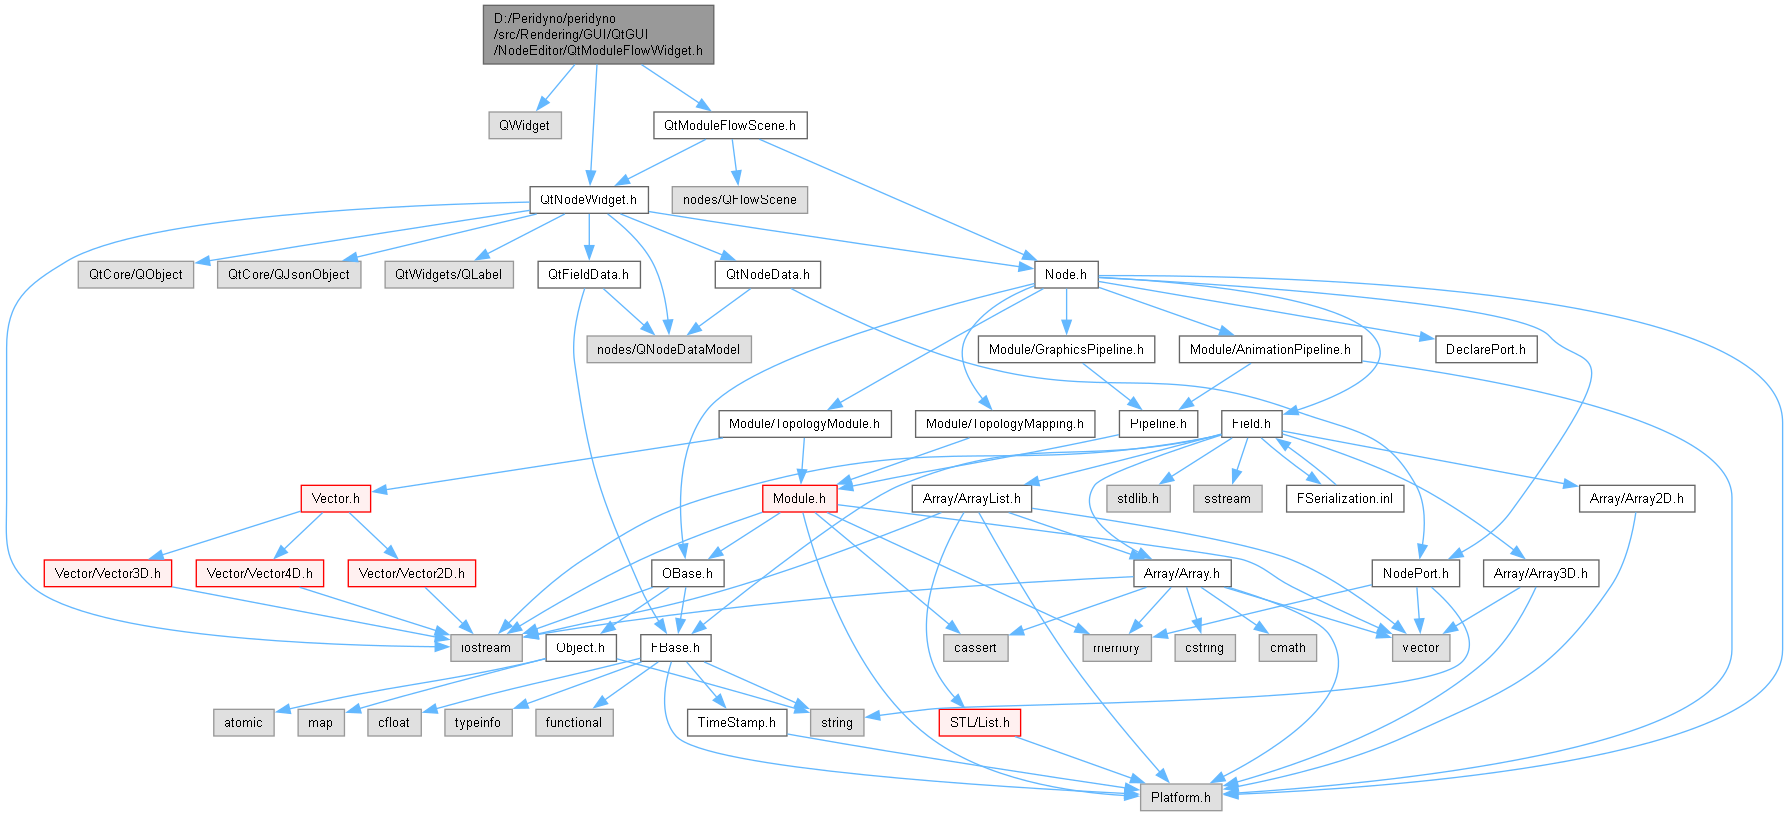 D:/Peridyno/peridyno
/src/Rendering/GUI/QtGUI
/NodeEditor/QtModuleFlowWidget.h
QWidget
QtModuleFlowScene.h
QtNodeWidget.h
nodes/QFlowScene
QtCore/QObject
QtCore/QJsonObject
QtWidgets/QLabel
QtFieldData.h
QtNodeData.h
Node.h
nodes/QNodeDataModel
Module/GraphicsPipeline.h
Module/AnimationPipeline.h
DeclarePort.h
Module/TopologyModule.h
Module/TopologyMapping.h
Pipeline.h
Field.h
Vector.h
Module.h
Array/ArrayList.h
stdlib.h
sstream
FSerialization.inl
Array/Array2D.h
Vector/Vector3D.h
Vector/Vector4D.h
Vector/Vector2D.h
OBase.h
Array/Array.h
NodePort.h
Array/Array3D.h
iostream
Object.h
FBase.h
cassert
memory
cstring
cmath
vector
atomic
map
cfloat
typeinfo
functional
TimeStamp.h
string
STL/List.h
Platform.h